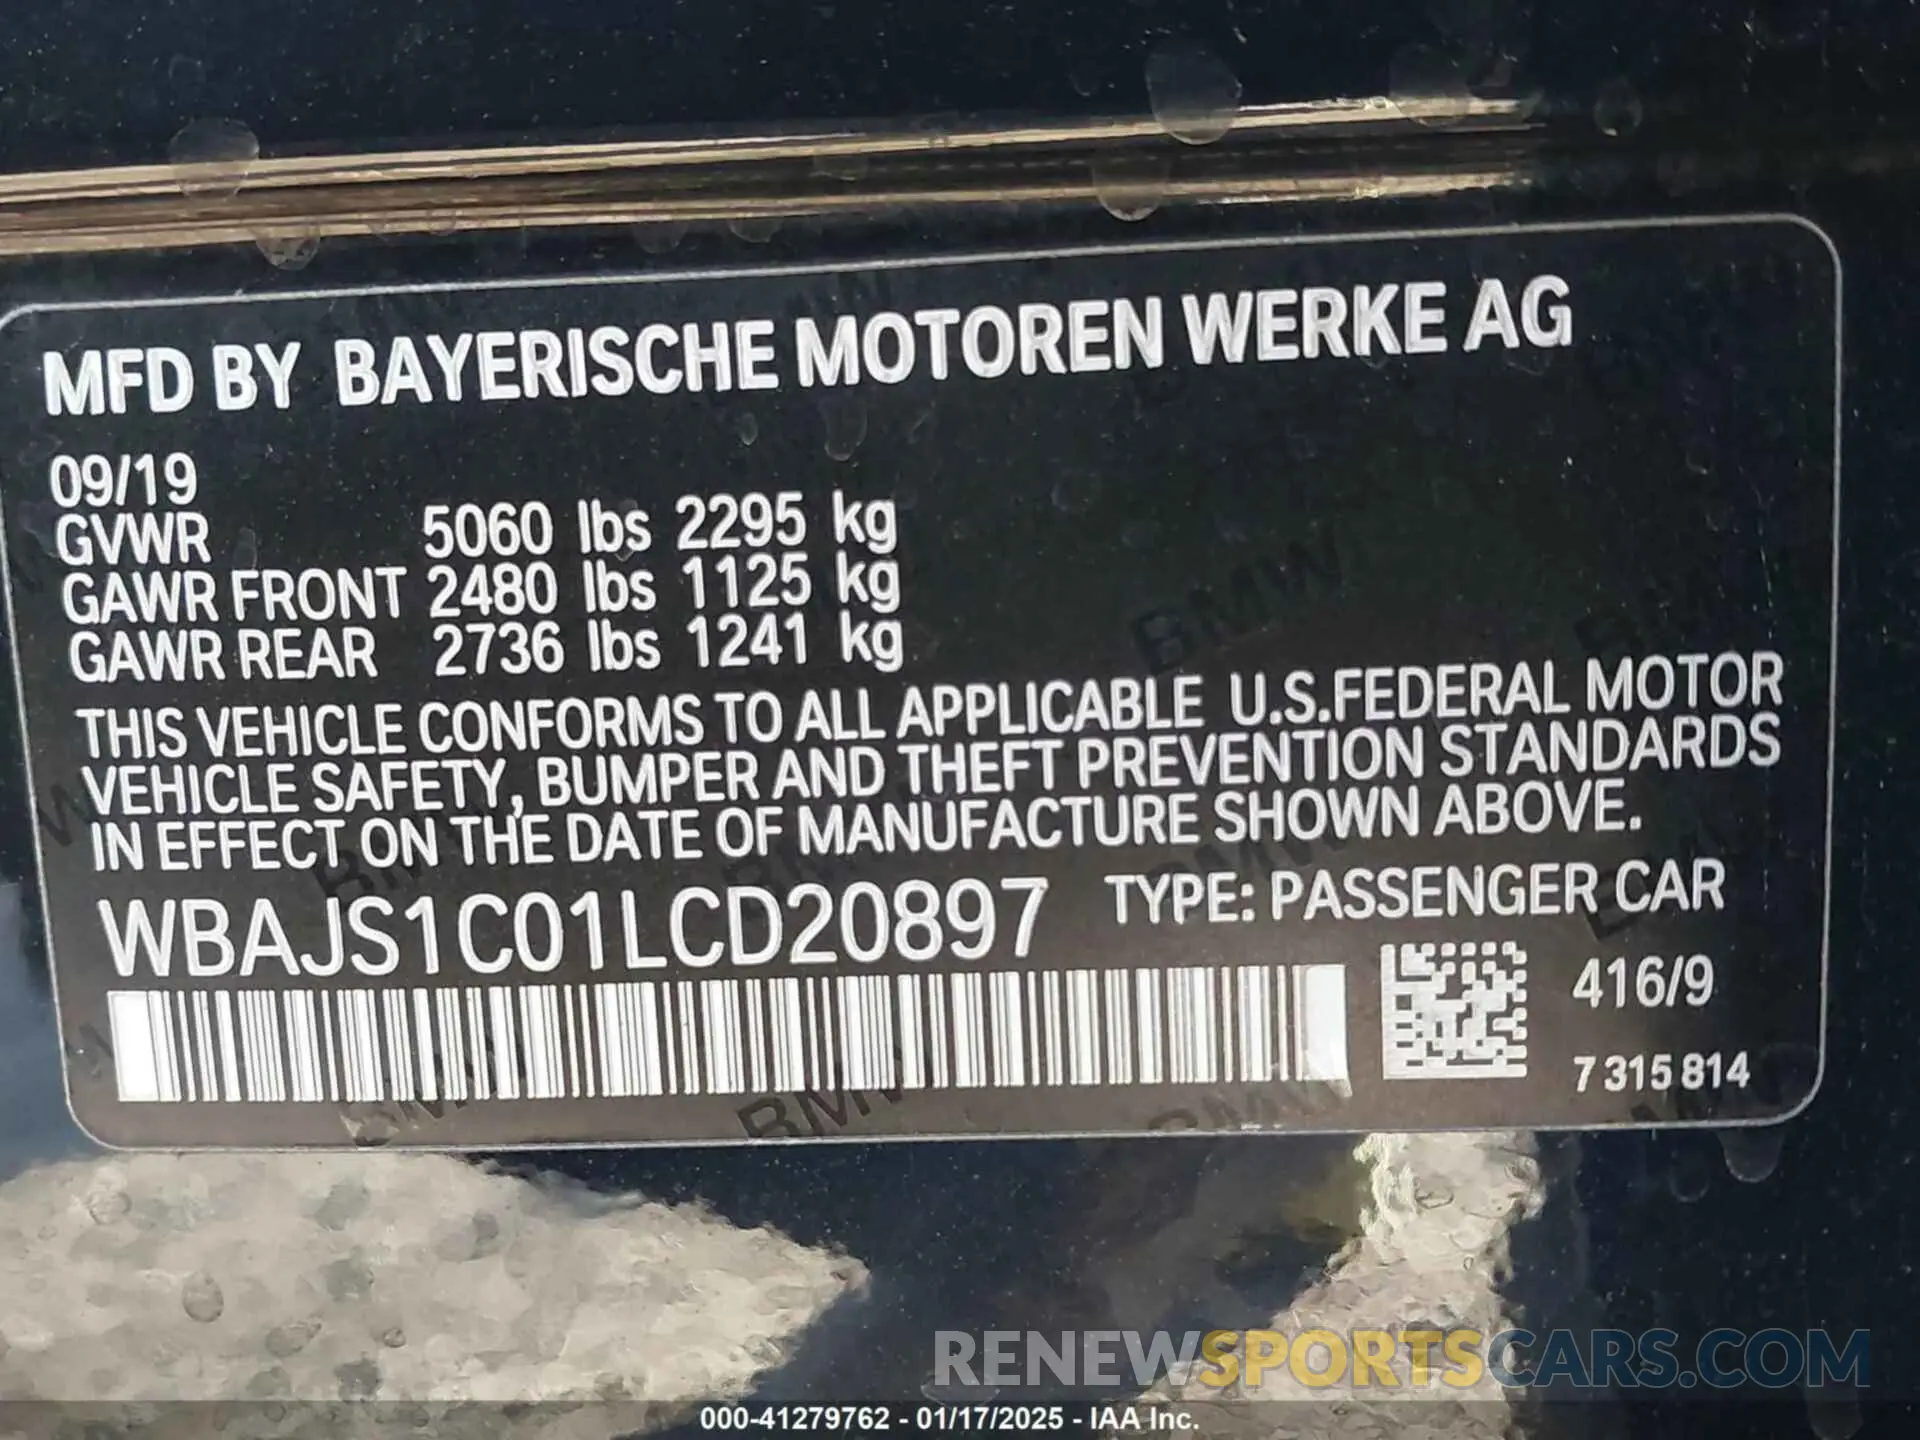 MFD BY BAYERISCHE MOTOREN WERKE AG
09/19
GVWR 5060 lbs 2295 kg
GAWR FRONT 2480 lbs 1125 kg
GAWR REAR 2736 lbs 1241 kg
THIS VEHICLE CONFORMS TO ALL APPLICABLE U.S.FEDERAL MOTOR
VEHICLE SAFETY, BUMPER AND THEFT PREVENTION STANDARDS
IN EFFECT ON THE DATE OF MANUFACTURE SHOWN ABOVE.
WBAJS1C01LCD20897 TYPE: PASSENGER CAR
416/9
7 315 814
RENEWSPORTSCARS.COM
000-41279762 - 01/17/2025 - IAA Inc.